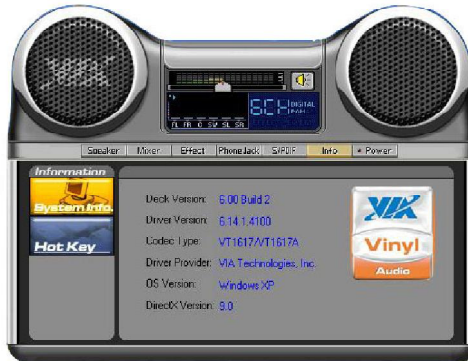 VIA
6CH DIGITAL
FL FR C SW SL SR
Speaker Mixer Effect Phone Jack S/PDIF Info Power
Information
System Info.
Hot Key
Deck Version: 6.00 Build 2
Driver Version: 6.14.1.4100
Codec Type: VT1617/VT1617A
Driver Provider: VIA Technologies, Inc.
OS Version: Windows XP
DirectX Version: 9.0
VIA
Vinyl
Audio